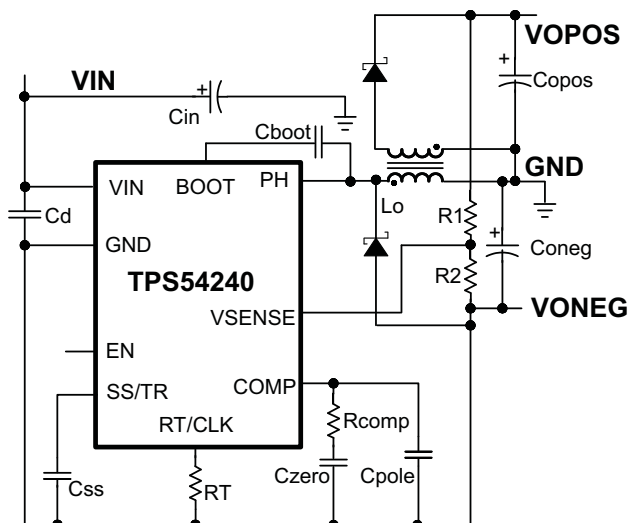 VOPOS
VIN
+
+
Copos
Cin
Cboot
GND
VIN
BOOT
PH
Lo
R1
Cd
GND
+
Coneg
TPS54240
R2
VSENSE
VONEG
EN
SS/TR
COMP
RT/CLK
Rcomp
Css
RT
Czero
Cpole